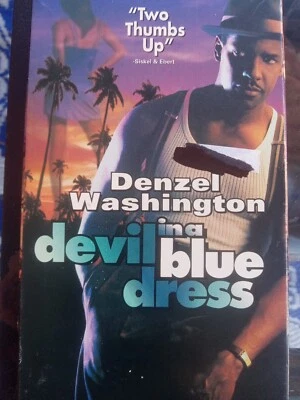 "Two
Thumbs
Up"
-Siskel & Ebert
Denzel
Washington
devil in a
blue
dress